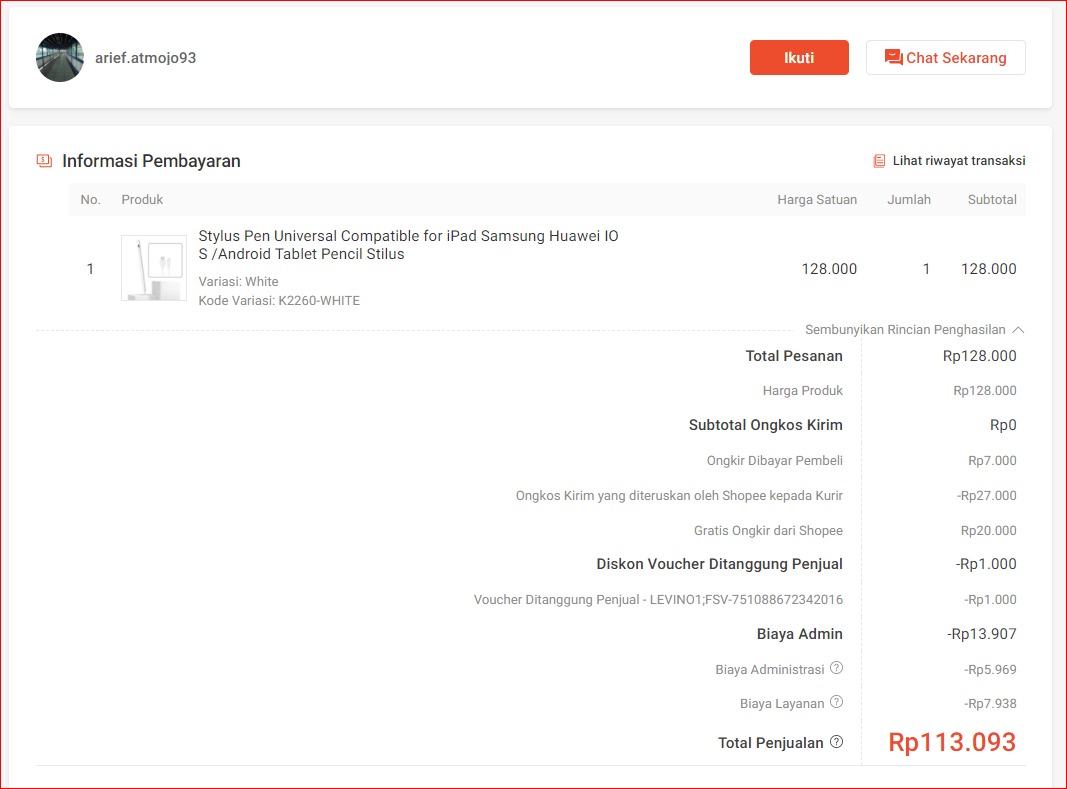 arief.atmojo93
Ikuti
Chat Sekarang
Informasi Pembayaran
Lihat riwayat transaksi
No. Produk Harga Satuan Jumlah Subtotal
Stylus Pen Universal Compatible for iPad Samsung Huawei IO
S /Android Tablet Pencil Stilus
1 128.000 1 128.000
Variasi: White
Kode Variasi: K2260-WHITE
Sembunyikan Rincian Penghasilan
Total Pesanan Rp128.000
Harga Produk Rp128.000
Subtotal Ongkos Kirim Rp0
Ongkir Dibayar Pembeli Rp7.000
Ongkos Kirim yang diteruskan oleh Shopee kepada Kurir -Rp27.000
Gratis Ongkir dari Shopee Rp20.000
Diskon Voucher Ditanggung Penjual -Rp1.000
Voucher Ditanggung Penjual - LEVINO1;FSV-751088672342016 -Rp1.000
Biaya Admin -Rp13.907
Biaya Administrasi ? -Rp5.969
Biaya Layanan ? -Rp7.938
Total Penjualan ? Rp113.093